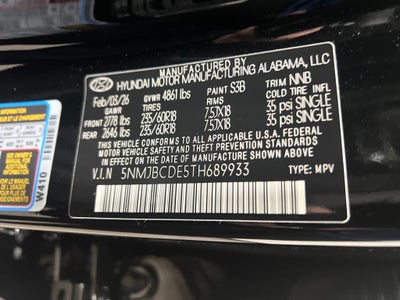 MANUFACTURED BY
HYUNDAI MOTOR MANUFACTURING ALABAMA, LLC
Feb/03/26 GVWR 4861 lbs PAINT S3B TRIM NNB
GAWR TIRES RIMS
FRONT 2778 lbs 235/60R18 7.5JX18 35 psi SINGLE
REAR 2646 lbs 235/60R18 7.5JX18 35 psi SINGLE
THIS VEHICLE CONFORMS TO ALL APPLICABLE U.S. FEDERAL
MOTOR VEHICLE SAFETY, BUMPER, AND THEFT PREVENTION
STANDARDS IN EFFECT ON THE DATE OF MANUFACTURE SHOWN ABOVE.
V.I.N 5NMJBCDE5TH689933 TYPE: MPV
W410